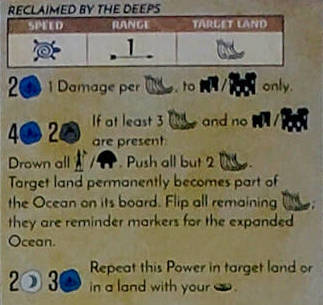 RECLAIMED BY THE DEEPS
SPEED RANGE TARGET LAND
1
2 1 Damage per , to / only.
4 2 If at least 3 and no /
are present:
Drown all / . Push all but 2 .
Target land permanently becomes part of
the Ocean on its board. Flip all remaining ;
they are reminder markers for the expanded
Ocean.
2 3 Repeat this Power in target land or
in a land with your .